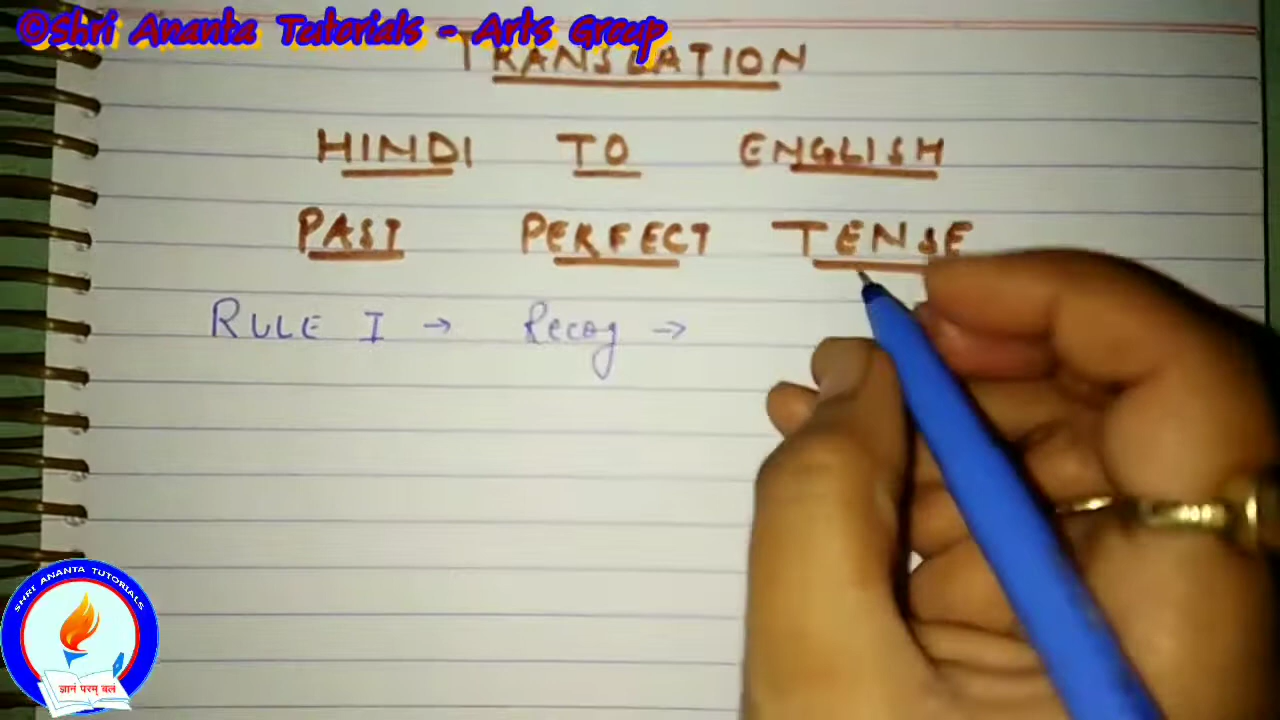 ©Shri Ananta Tutorials - Arts Group
TRANSLATION
HINDI TO ENGLISH
PAST PERFECT TENSE
RULE I → Recog →
SHRI ANANTA TUTORIALS
ज्ञानं परमं बलं